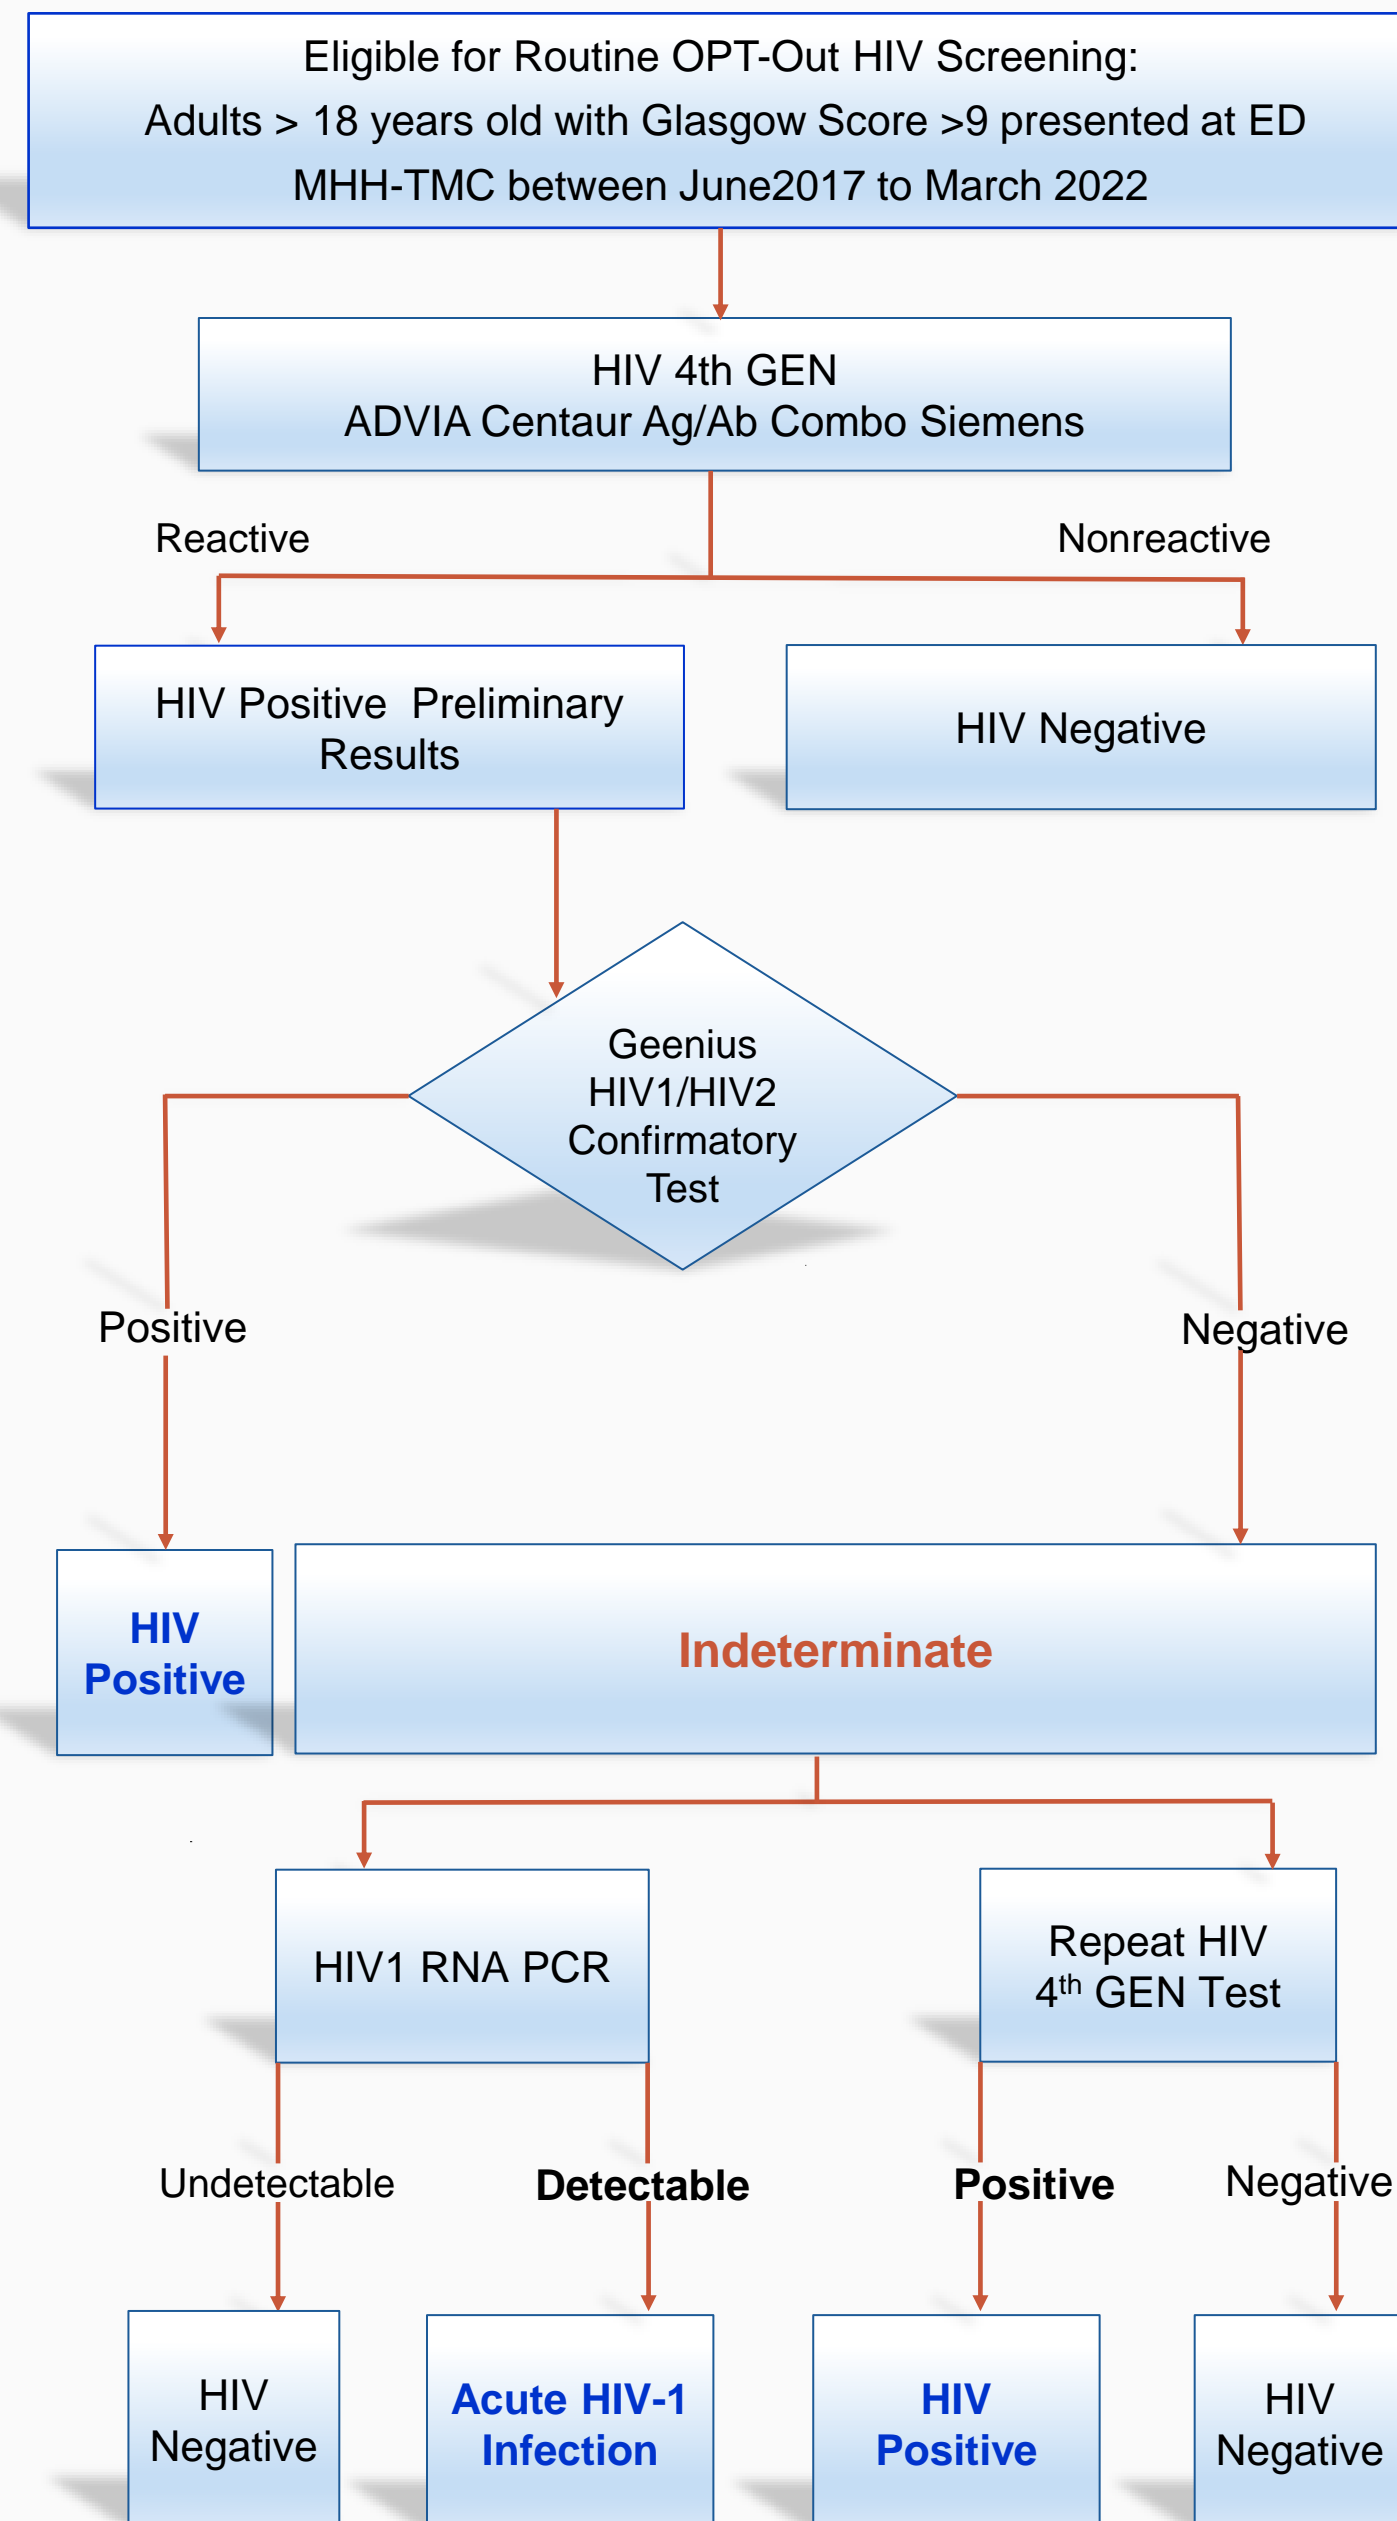 Eligible for Routine OPT-Out HIV Screening:
Adults > 18 years old with Glasgow Score >9 presented at ED
MHH-TMC between June2017 to March 2022
HIV 4th GEN
ADVIA Centaur Ag/Ab Combo Siemens
Reactive
Nonreactive
HIV Positive  Preliminary
Results
HIV Negative
Geenius
HIV1/HIV2
Confirmatory
Test
Positive
Negative
HIV
Positive
Indeterminate
HIV1 RNA PCR
Repeat HIV
4th GEN Test
Undetectable
Detectable
Positive
Negative
HIV
Negative
Acute HIV-1
Infection
HIV
Positive
HIV
Negative